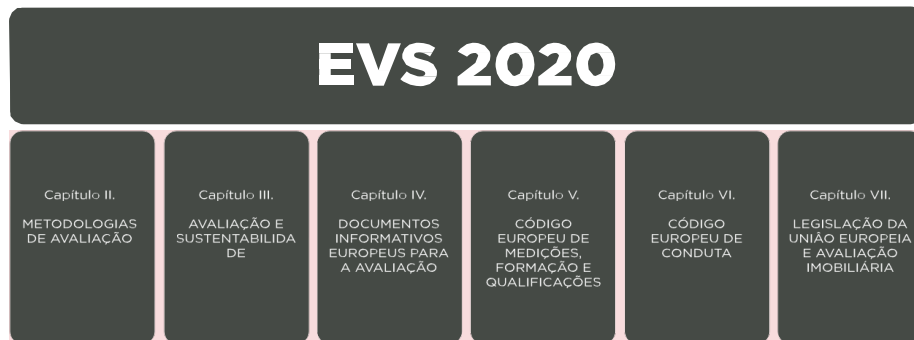 EVS 2020
Capítulo II.
METODOLOGIAS
DE AVALIAÇÃO
Capítulo III.
AVALIAÇÃO E
SUSTENTABILIDA
DE
Capítulo IV.
DOCUMENTOS
INFORMATIVOS
EUROPEUS PARA
A AVALIAÇÃO
Capítulo V.
CÓDIGO
EUROPEU DE
MEDIÇÕES,
FORMAÇÃO E
QUALIFICAÇÕES
Capítulo VI.
CÓDIGO
EUROPEU DE
CONDUTA
Capítulo VII.
LEGISLAÇÃO DA
UNIÃO EUROPEIA
E AVALIAÇÃO
IMOBILIÁRIA